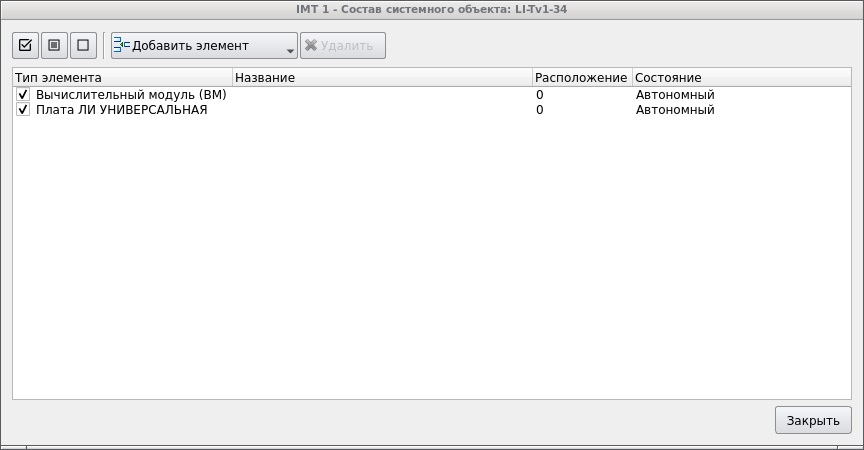 IMT 1 - Состав системного объекта: LI-Tv1-34
Добавить элемент Удалить
Тип элемента Название Расположение Состояние
Вычислительный модуль (ВМ) 0 Автономный
Плата ЛИ УНИВЕРСАЛЬНАЯ 0 Автономный
Закрыть